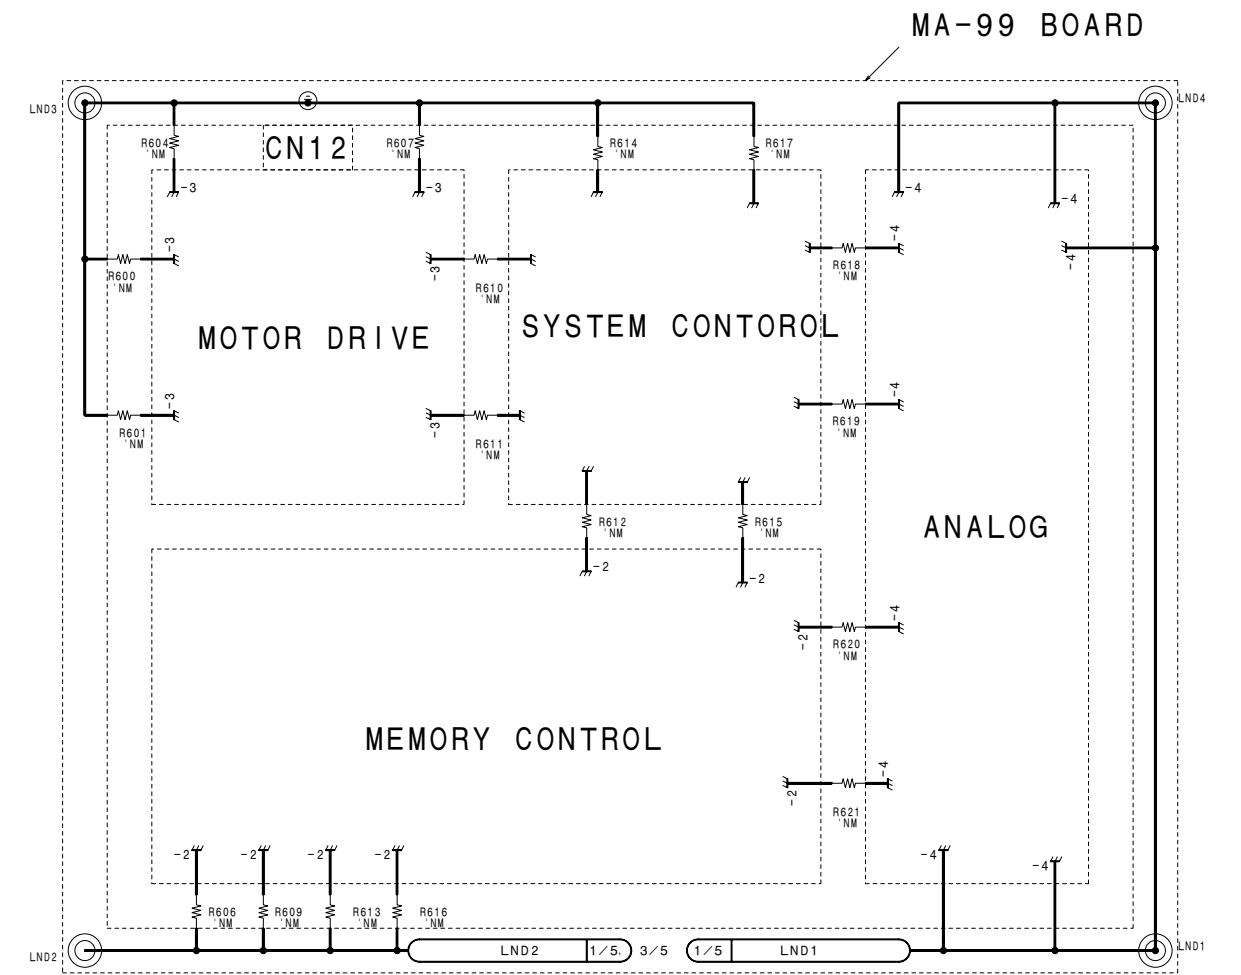 MA-99 BOARD
LND3
LND4
R604
'NM
CN12
R607
'NM
R614
'NM
R617
'NM
-3
-3
-4
-4
-3
-3
-4
-4
R600
'NM
R610
'NM
R618
'NM
MOTOR DRIVE
SYSTEM CONTOROL
-3
-3
-4
R601
'NM
R611
'NM
R619
'NM
R612
'NM
R615
'NM
ANALOG
-2
-2
-2
-4
R620
'NM
MEMORY CONTROL
-2
-4
R621
'NM
-2
-2
-2
-2
-4
-4
R606
'NM
R609
'NM
R613
'NM
R616
'NM
LND2
LND2
1/5.
3/5
1/5
LND1
LND1